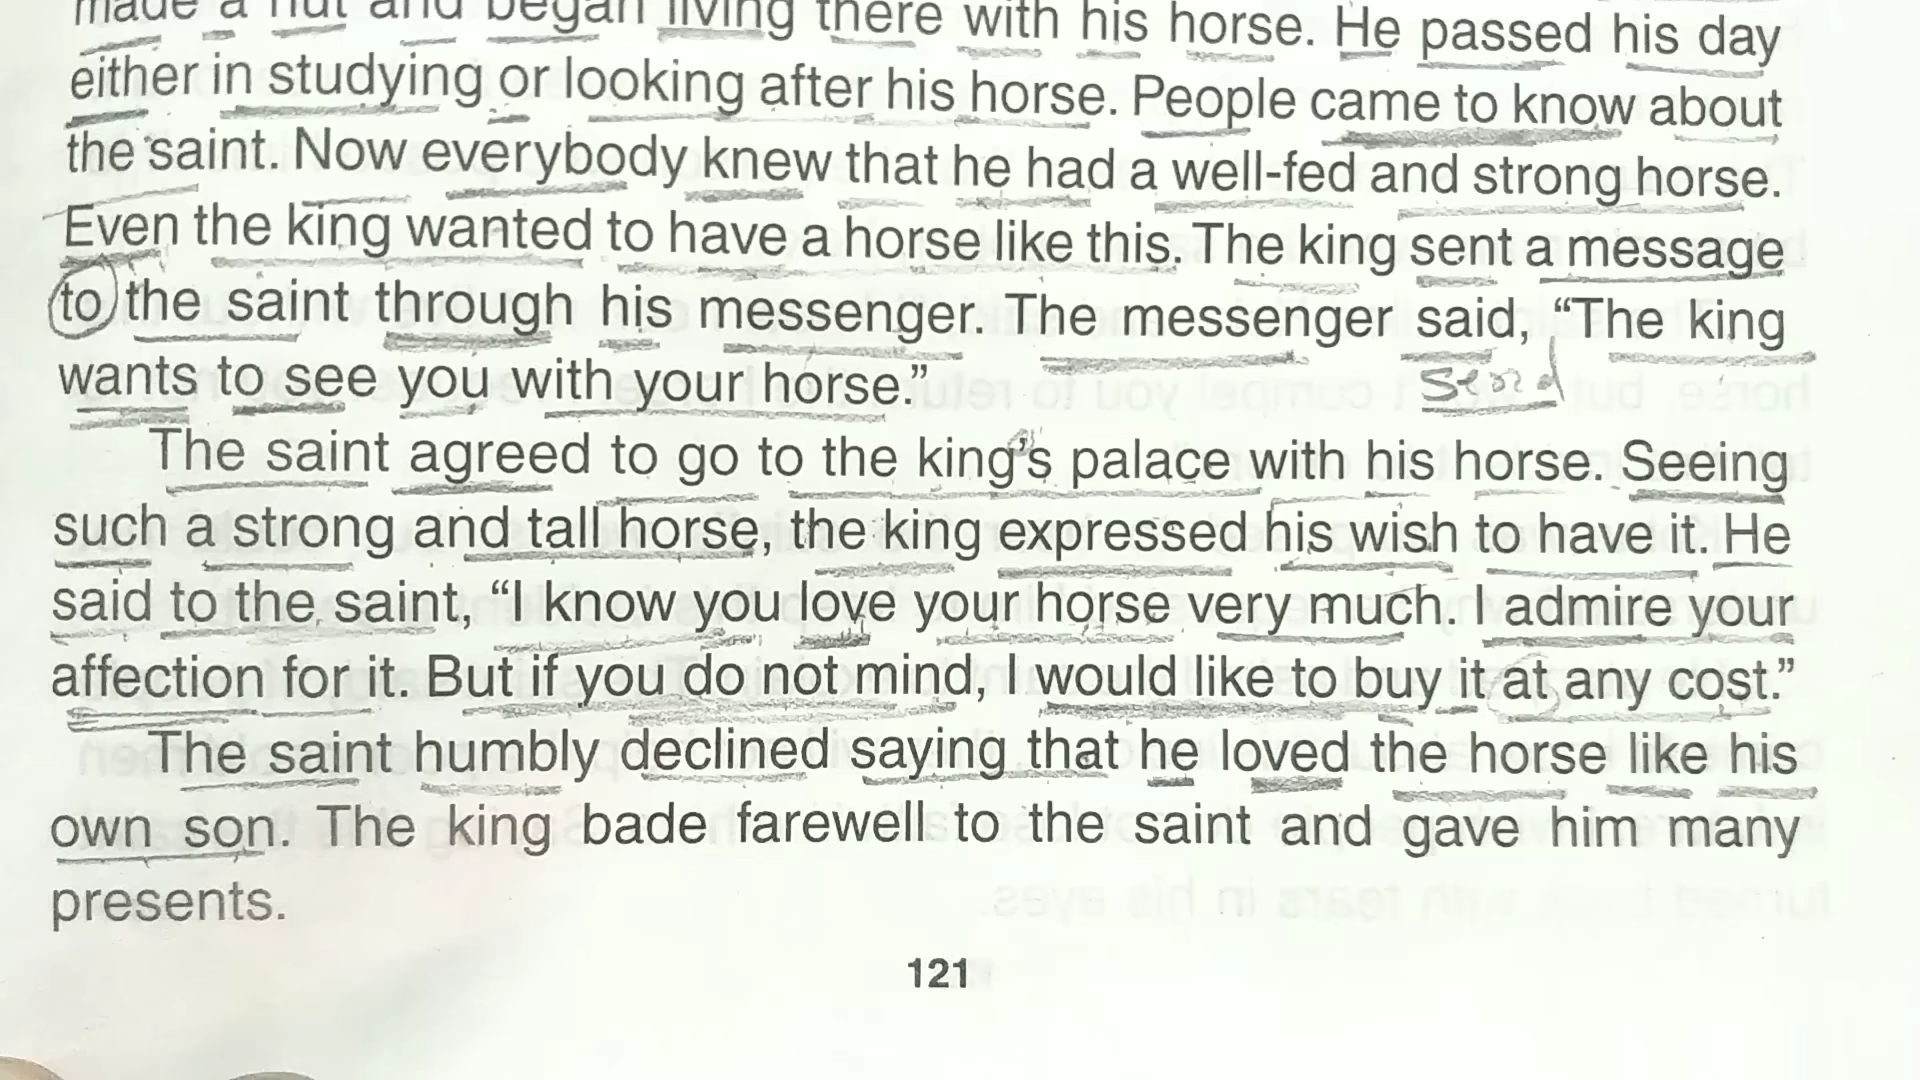 made a hut and began living there with his horse. He passed his day
either in studying or looking after his horse. People came to know about
the saint. Now everybody knew that he had a well-fed and strong horse.
Even the king wanted to have a horse like this. The king sent a message
to the saint through his messenger. The messenger said, “The king
wants to see you with your horse.”
The saint agreed to go to the king's palace with his horse. Seeing
such a strong and tall horse, the king expressed his wish to have it. He
said to the saint, “I know you love your horse very much. I admire your
affection for it. But if you do not mind, I would like to buy it at any cost.”
The saint humbly declined saying that he loved the horse like his
own son. The king bade farewell to the saint and gave him many
presents.
121